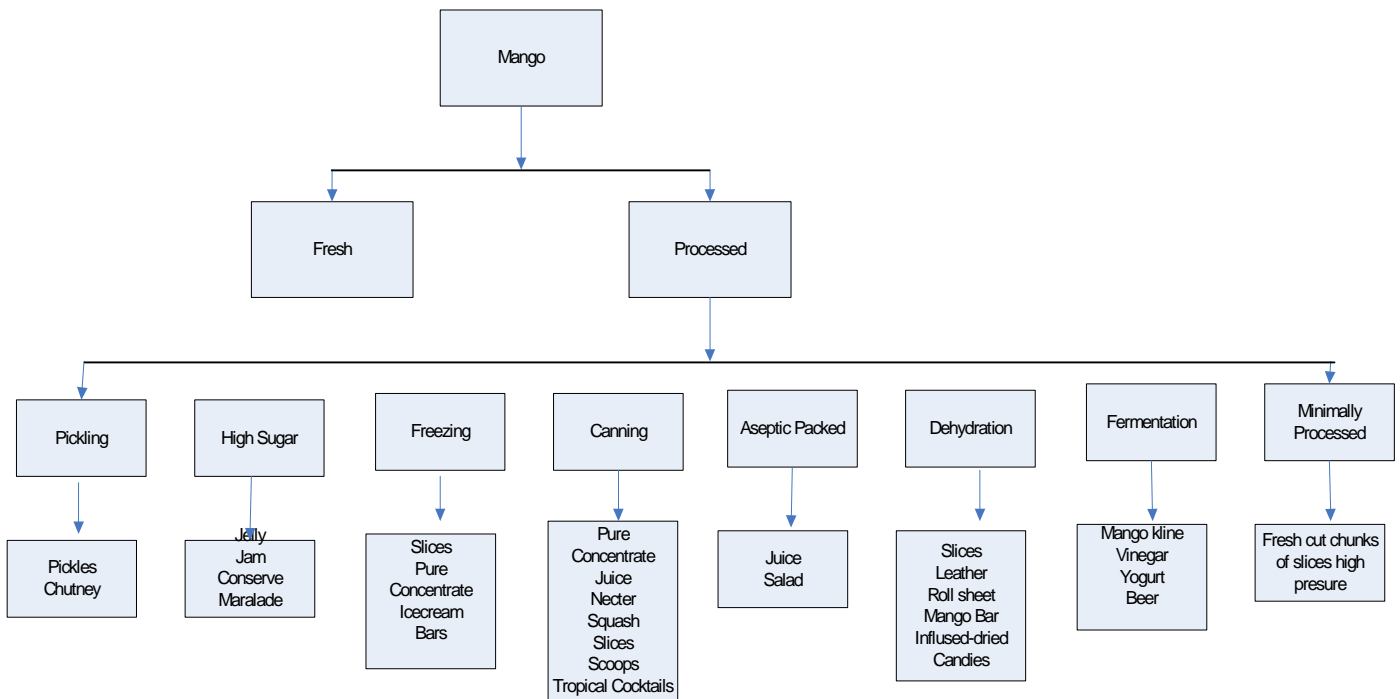 Mango
Fresh
Processed
Pickling
High Sugar
Freezing
Canning
Aseptic Packed
Dehydration
Fermentation
Minimally
Processed
Pickles
Chutney
Jelly
Jam
Conserve
Maralade
Slices
Pure
Concentrate
Icecream
Bars
Pure
Concentrate
Juice
Necter
Squash
Slices
Scoops
Tropical Cocktails
Juice
Salad
Slices
Leather
Roll sheet
Mango Bar
Inflused-dried
Candies
Mango kline
Vinegar
Yogurt
Beer
Fresh cut chunks
of slices high
presure